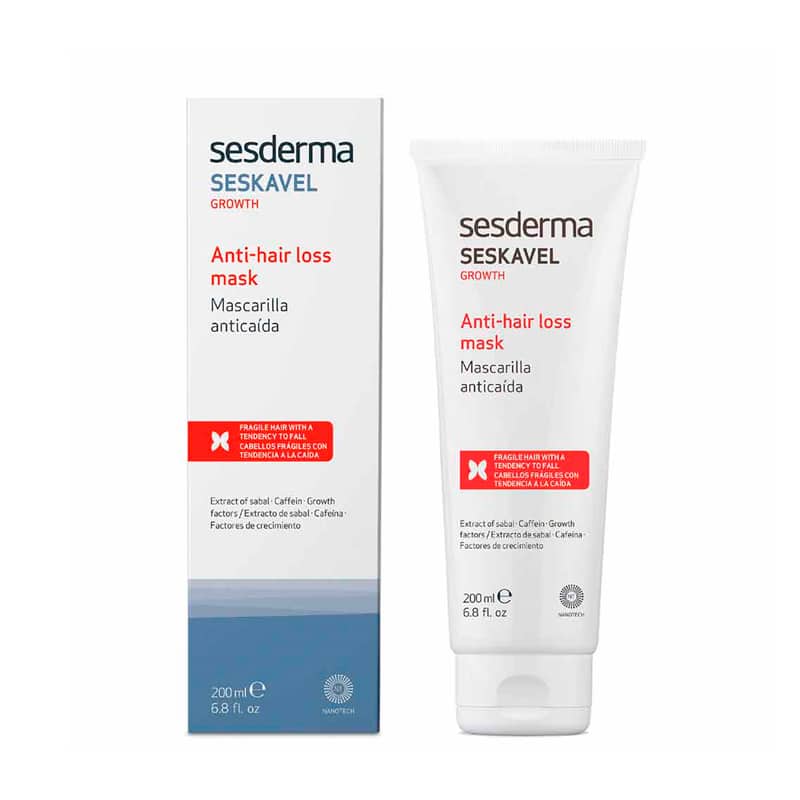 sesderma
SESKAVEL
GROWTH
Anti-hair loss
mask
Mascarilla
anticaída
FRAGILE HAIR WITH A
TENDENCY TO FALL
CABELLOS FRÁGILES CON
TENDENCIA A LA CAÍDA
Extract of sabal · Caffein · Growth
factors / Extracto de sabal · Cafeína ·
Factores de crecimiento
200 ml e
6.8 fl. oz
NANOTECH
sesderma
SESKAVEL
GROWTH
Anti-hair loss
mask
Mascarilla
anticaída
FRAGILE HAIR WITH A
TENDENCY TO FALL
CABELLOS FRÁGILES CON
TENDENCIA A LA CAÍDA
Extract of sabal · Caffein · Growth
factors / Extracto de sabal · Cafeína ·
Factores de crecimiento
200 ml e
6.8 fl. oz
NANOTECH